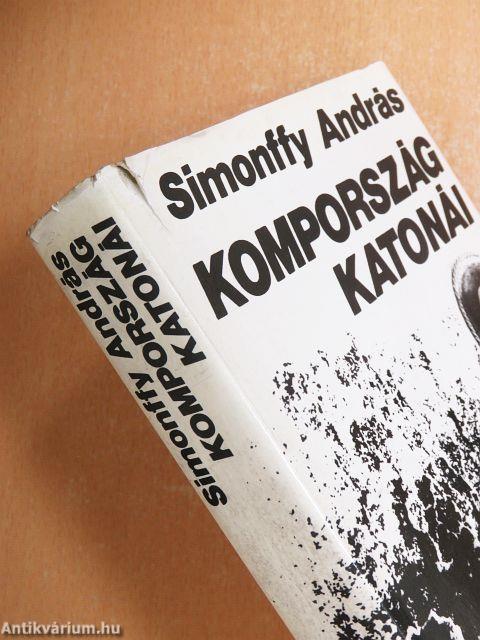 Simonffy András
KOMPORSZÁG
KATONÁI
Simonffy András
KOMPORSZÁG
KATONÁI
Antikvárium.hu